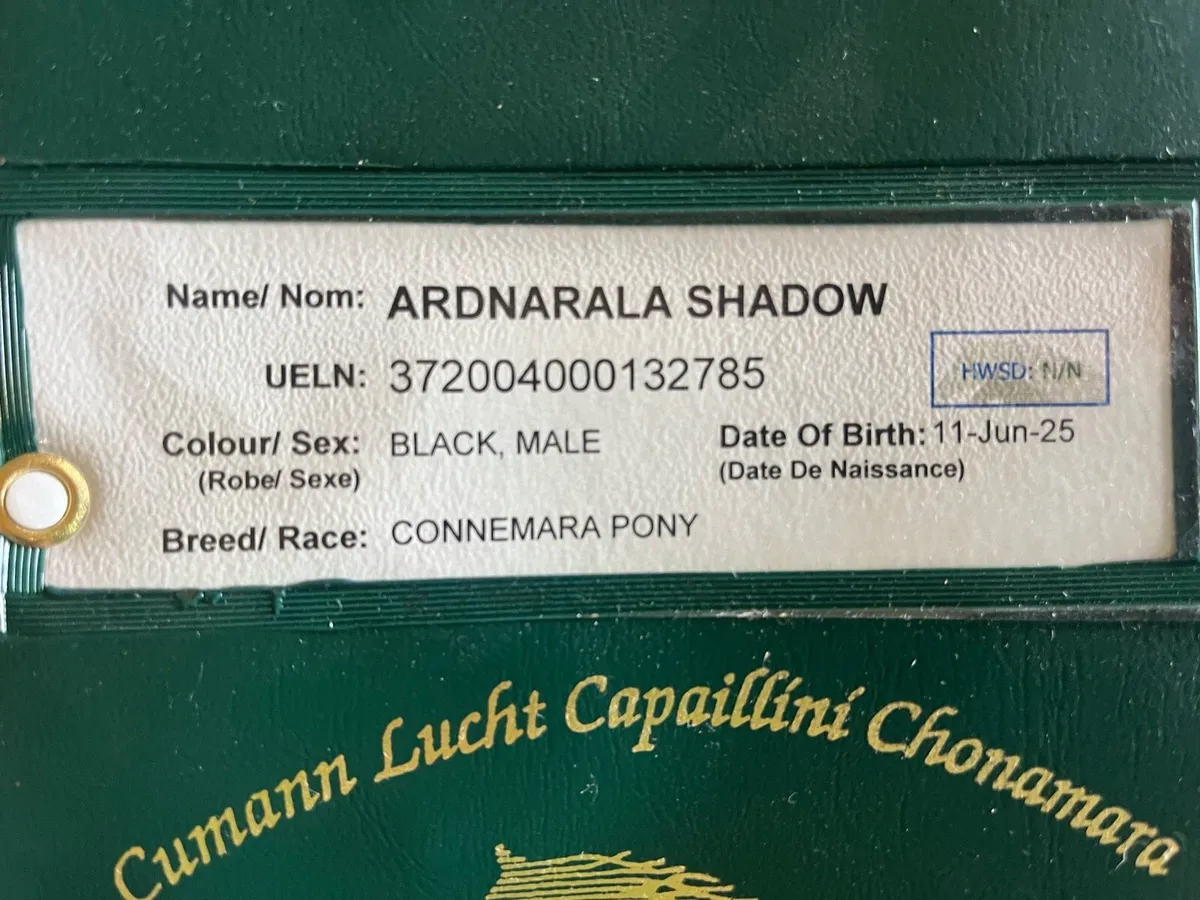 Name/ Nom: ARDNARALA SHADOW
UELN: 372004000132785
HWSD: N/N
Colour/ Sex: BLACK, MALE Date Of Birth: 11-Jun-25
(Robe/ Sexe) (Date De Naissance)
Breed/ Race: CONNEMARA PONY
Cumann Lucht Capaillíní Chonamara